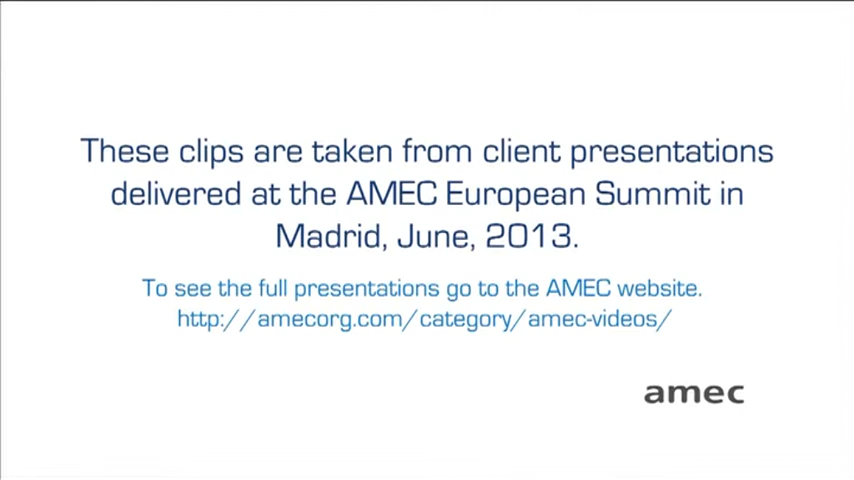 These clips are taken from client presentations
delivered at the AMEC European Summit in
Madrid, June, 2013.
To see the full presentations go to the AMEC website.
http://amecorg.com/category/amec-videos/
amec